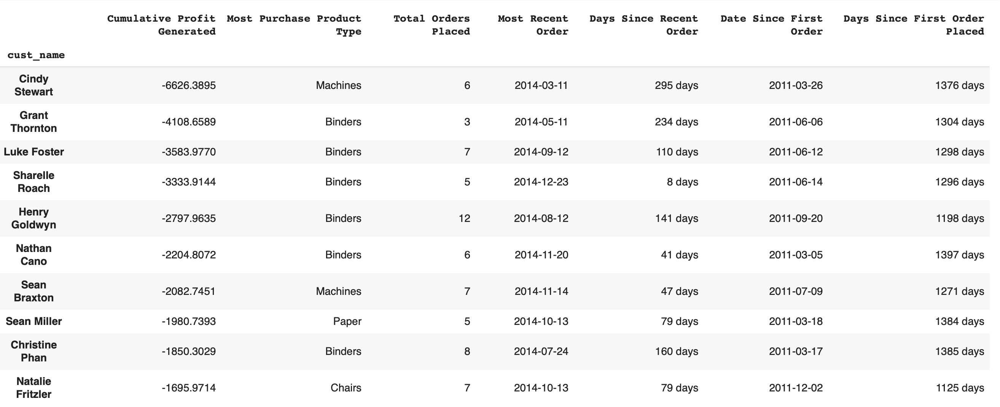 Cumulative Profit Generated Most Purchase Product Type Total Orders Placed Most Recent Order Days Since Recent Order Date Since First Order Days Since First Order Placed
cust_name
Cindy Stewart -6626.3895 Machines 6 2014-03-11 295 days 2011-03-26 1376 days
Grant Thornton -4108.6589 Binders 3 2014-05-11 234 days 2011-06-06 1304 days
Luke Foster -3583.9770 Binders 7 2014-09-12 110 days 2011-06-12 1298 days
Sharelle Roach -3333.9144 Binders 5 2014-12-23 8 days 2011-06-14 1296 days
Henry Goldwyn -2797.9635 Binders 12 2014-08-12 141 days 2011-09-20 1198 days
Nathan Cano -2204.8072 Binders 6 2014-11-20 41 days 2011-03-05 1397 days
Sean Braxton -2082.7451 Machines 7 2014-11-14 47 days 2011-07-09 1271 days
Sean Miller -1980.7393 Paper 5 2014-10-13 79 days 2011-03-18 1384 days
Christine Phan -1850.3029 Binders 8 2014-07-24 160 days 2011-03-17 1385 days
Natalie Fritzler -1695.9714 Chairs 7 2014-10-13 79 days 2011-12-02 1125 days